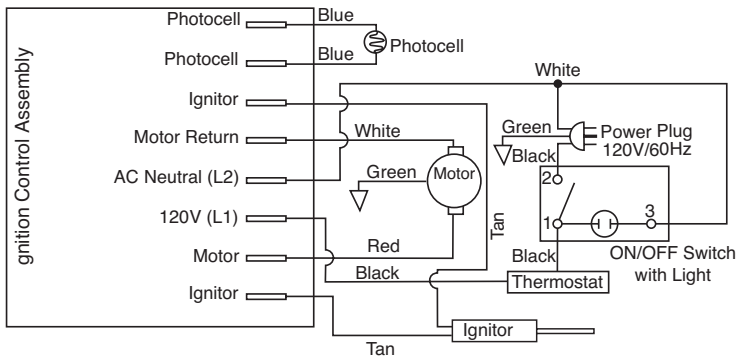 gnition Control Assembly
Photocell
Blue
Photocell
Blue
Photocell
Ignitor
Motor Return
White
AC Neutral (L2)
120V (L1)
Motor
Red
Black
Ignitor
Tan
Green
Motor
Tan
White
Green
Power Plug
120V/60Hz
Black
2
1
3
ON/OFF Switch
with Light
Black
Thermostat
Ignitor